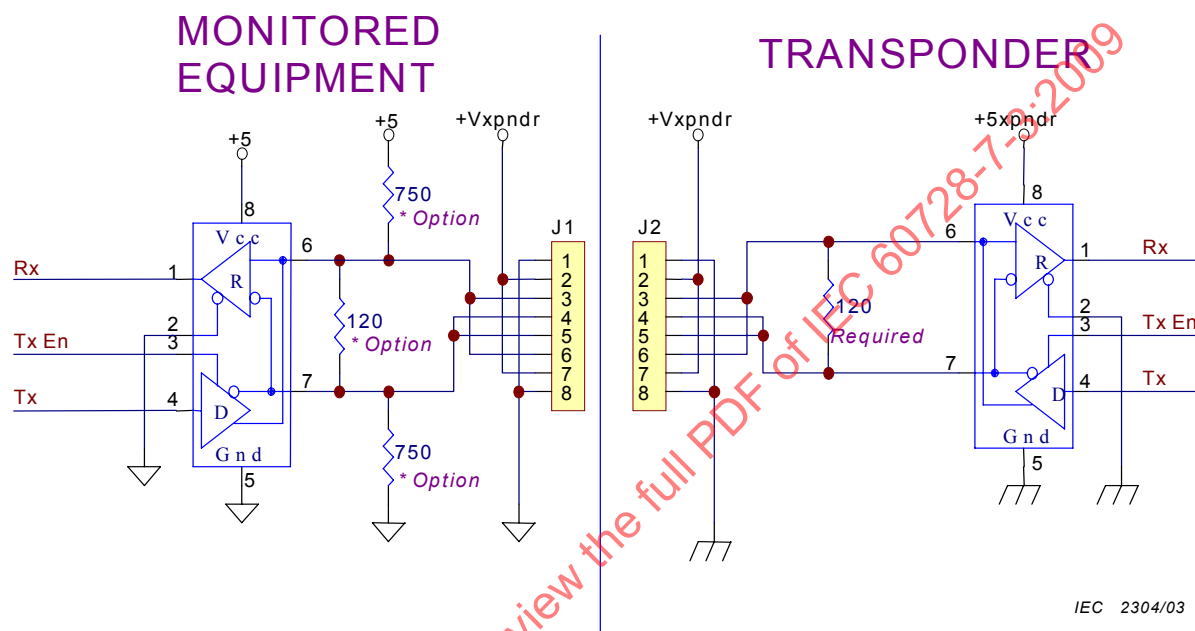 MONITORED
EQUIPMENT
TRANSPONDER
+5
+5
+Vxpndr
+Vxpndr
+5xpndr
750
* Option
8
Vcc
6
Rx
1
R
2
Tx En
3
120
* Option
Tx
4
D
7
Gnd
5
750
* Option
J1
1
2
3
4
5
6
7
8
J2
1
2
3
4
5
6
7
8
120
Required
6
8
Vcc
R
1
Rx
2
3
Tx En
7
4
Tx
D
Gnd
5
view the full PDF of IEC 60728-7-3:2009
IEC 2304/03